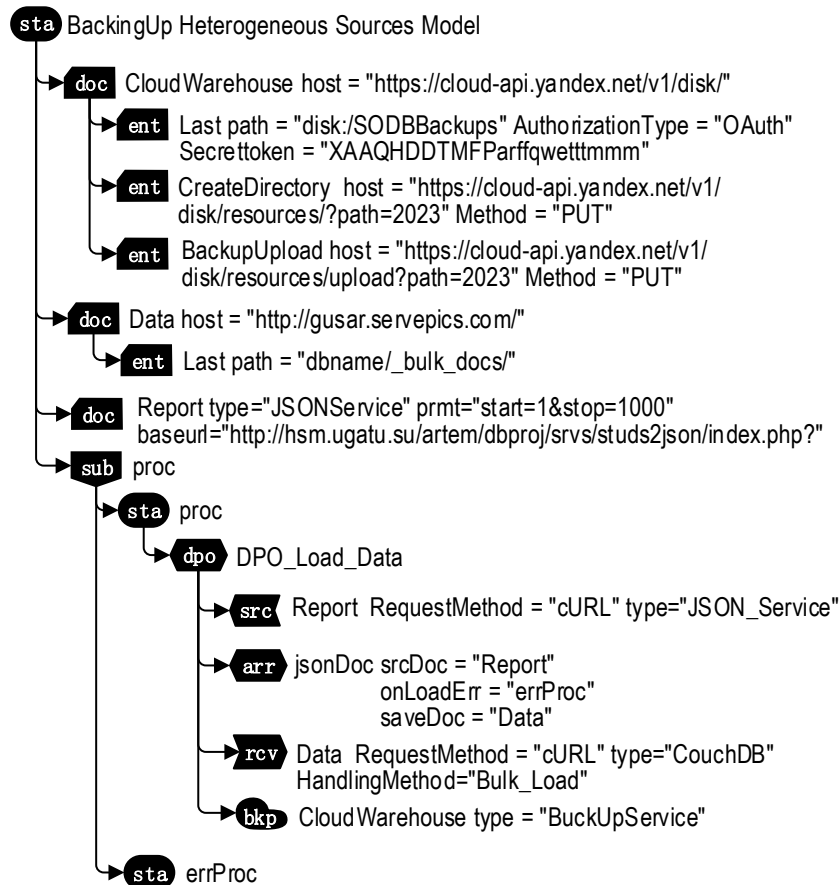 sta BackingUp Heterogeneous Sources Model
doc CloudWarehouse host = "https://cloud-api.yandex.net/v1/disk/"
ent Last path = "disk:/SODBBackups" AuthorizationType = "OAuth"
Secrettoken = "XAAQHDDTMFParffqwetttmmm"
ent CreateDirectory host = "https://cloud-api.yandex.net/v1/
disk/resources/?path=2023" Method = "PUT"
ent BackupUpload host = "https://cloud-api.yandex.net/v1/
disk/resources/upload?path=2023" Method = "PUT"
doc Data host = "http://gusar.servepics.com/"
ent Last path = "dbname/_bulk_docs/"
doc Report type="JSONService" prmt="start=1&stop=1000"
baseurl="http://hsm.ugatu.su/artem/dbproj/srvs/studs2json/index.php?"
sub proc
sta proc
dpo DPO_Load_Data
src Report RequestMethod = "cURL" type="JSON_Service"
arr jsonDoc srcDoc = "Report"
onLoadErr = "errProc"
saveDoc = "Data"
rcv Data RequestMethod = "cURL" type="CouchDB"
HandlingMethod="Bulk_Load"
bkp CloudWarehouse type = "BuckUpService"
sta errProc